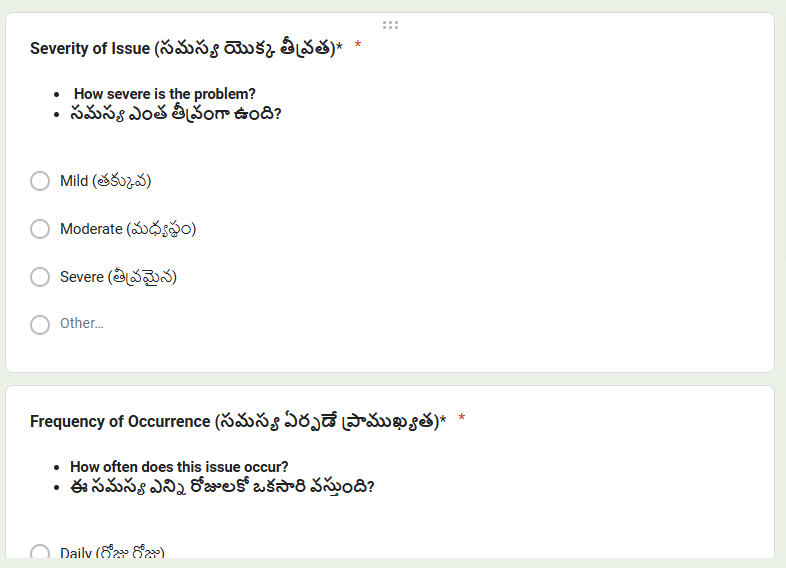 Severity of Issue (సమస్య యొక్క తీవ్రత)* *
How severe is the problem?
సమస్య ఎంత తీవ్రంగా ఉంది?
Mild (తక్కువ)
Moderate (మధ్యస్థం)
Severe (తీవ్రమైన)
Other...
Frequency of Occurrence (సమస్య ఏర్పడే ప్రాముఖ్యత)* *
How often does this issue occur?
ఈ సమస్య ఎన్ని రోజులకో ఒకసారి వస్తుంది?
Daily (రోజు రోజు)